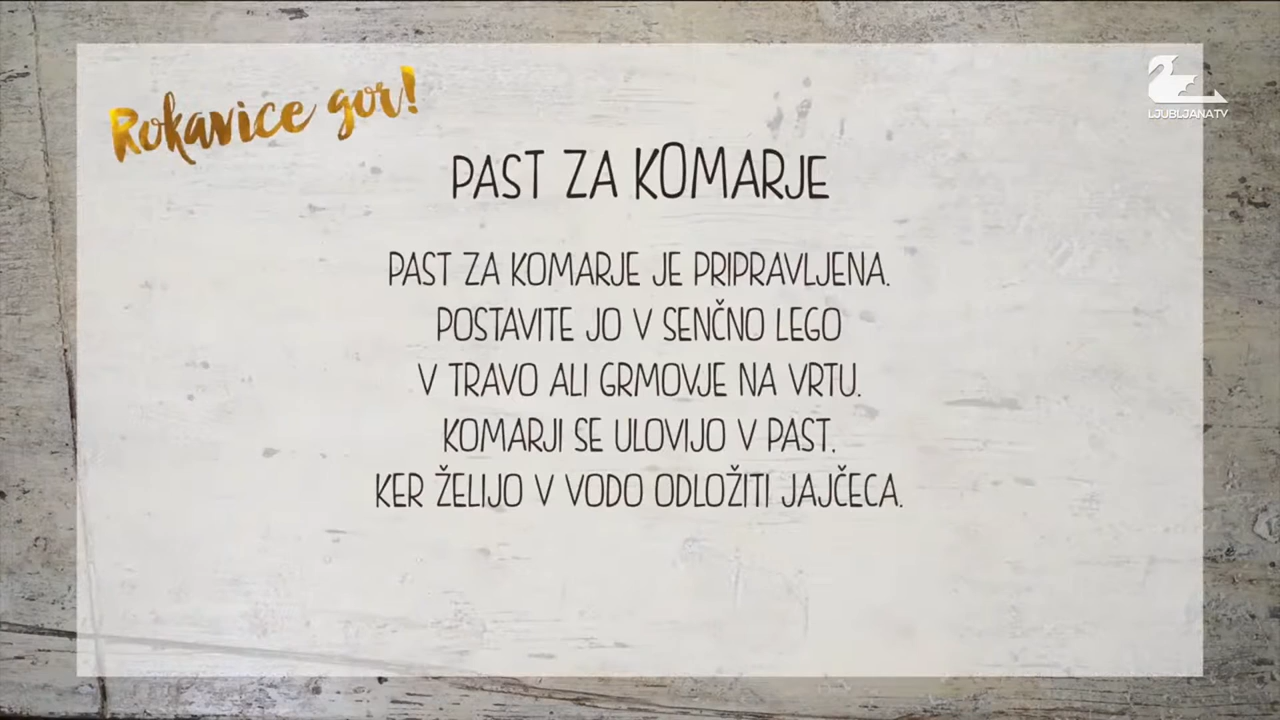 Rokavice gor!
LJUBLJANATV
PAST ZA KOMARJE
PAST ZA KOMARJE JE PRIPRAVLJENA.
POSTAVITE JO V SENČNO LEGO
V TRAVO ALI GRMOVJE NA VRTU.
KOMARJI SE ULOVIJO V PAST.
KER ŽELIJO V VODO ODLOŽITI JAJČECA.